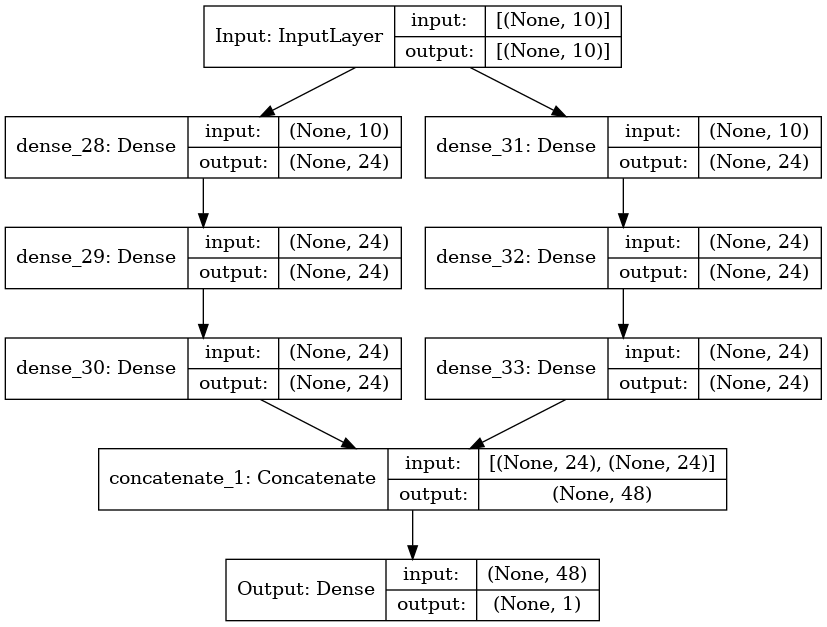 Input: InputLayer
input: [(None, 10)]
output: [(None, 10)]
dense_28: Dense
input: (None, 10)
output: (None, 24)
dense_31: Dense
input: (None, 10)
output: (None, 24)
dense_29: Dense
input: (None, 24)
output: (None, 24)
dense_32: Dense
input: (None, 24)
output: (None, 24)
dense_30: Dense
input: (None, 24)
output: (None, 24)
dense_33: Dense
input: (None, 24)
output: (None, 24)
concatenate_1: Concatenate
input: [(None, 24), (None, 24)]
output: (None, 48)
Output: Dense
input: (None, 48)
output: (None, 1)